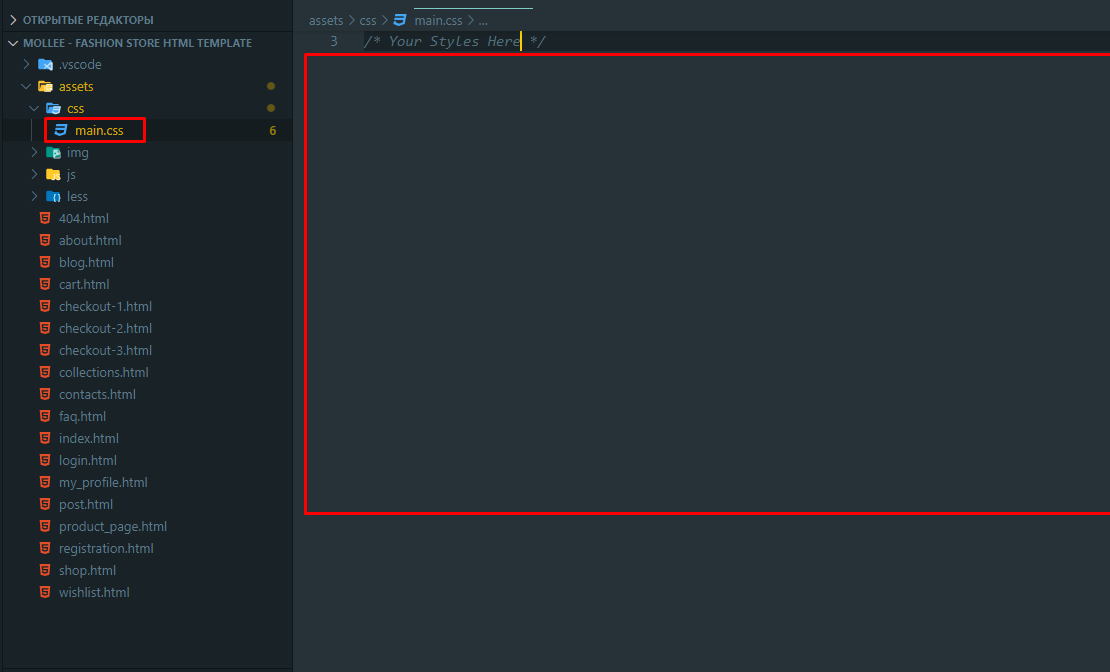 ОТКРЫТЫЕ РЕДАКТОРЫ
MOLLEE - FASHION STORE HTML TEMPLATE
.vscode
assets
css
main.css 6
img
js
less
404.html
about.html
blog.html
cart.html
checkout-1.html
checkout-2.html
checkout-3.html
collections.html
contacts.html
faq.html
index.html
login.html
my_profile.html
post.html
product_page.html
registration.html
shop.html
wishlist.html
assets > css > main.css > ...
3 /* Your Styles Here */